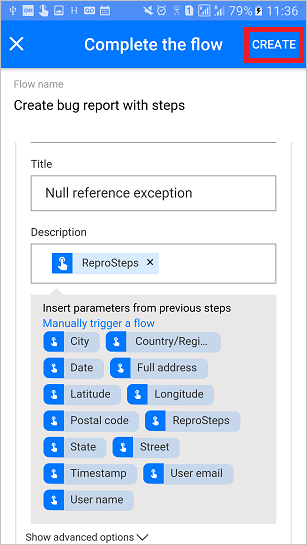 79% 11:36
Complete the flow
CREATE
Flow name
Create bug report with steps
Title
Null reference exception
Description
ReproSteps ×
Insert parameters from previous steps
Manually trigger a flow
City Country/Regi...
Date Full address
Latitude Longitude
Postal code ReproSteps
State Street
Timestamp User email
User name
Show advanced options